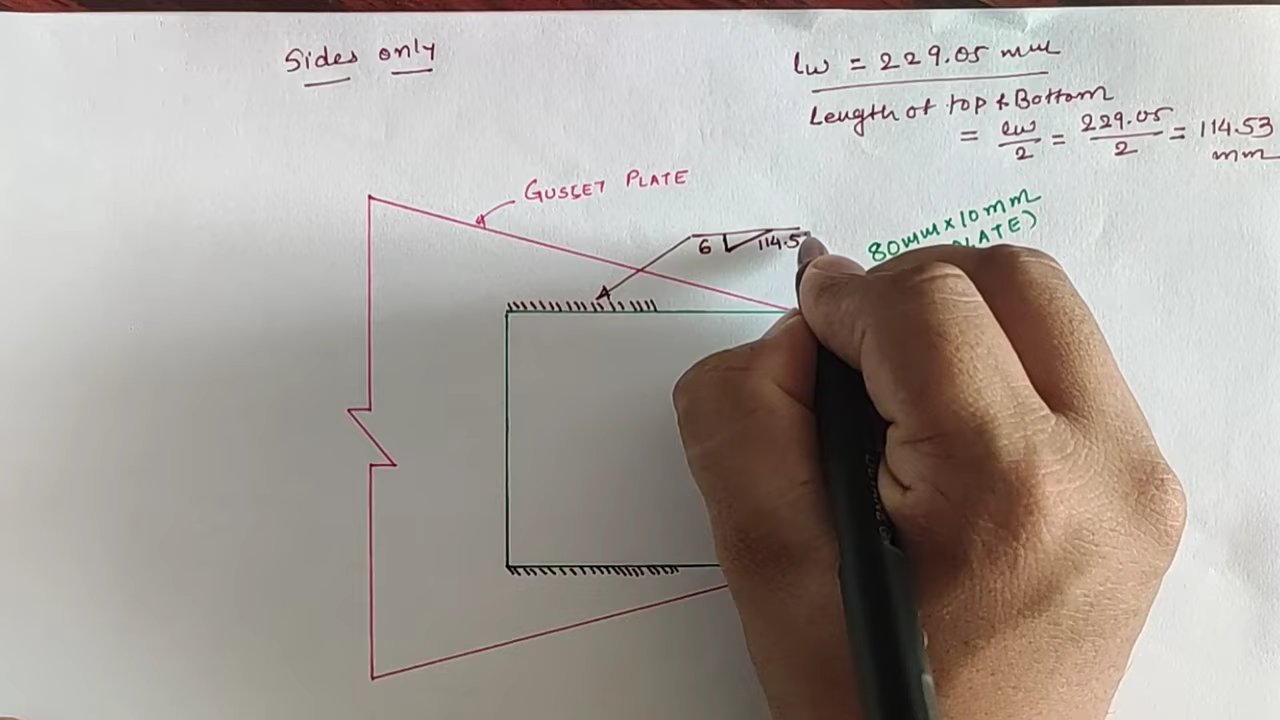 Sides only
lw = 229.05 mm
Length of top & Bottom
= lw/2 = 229.05/2 = 114.53
mm
GUSSET PLATE
80mm×10mm
6 114.5